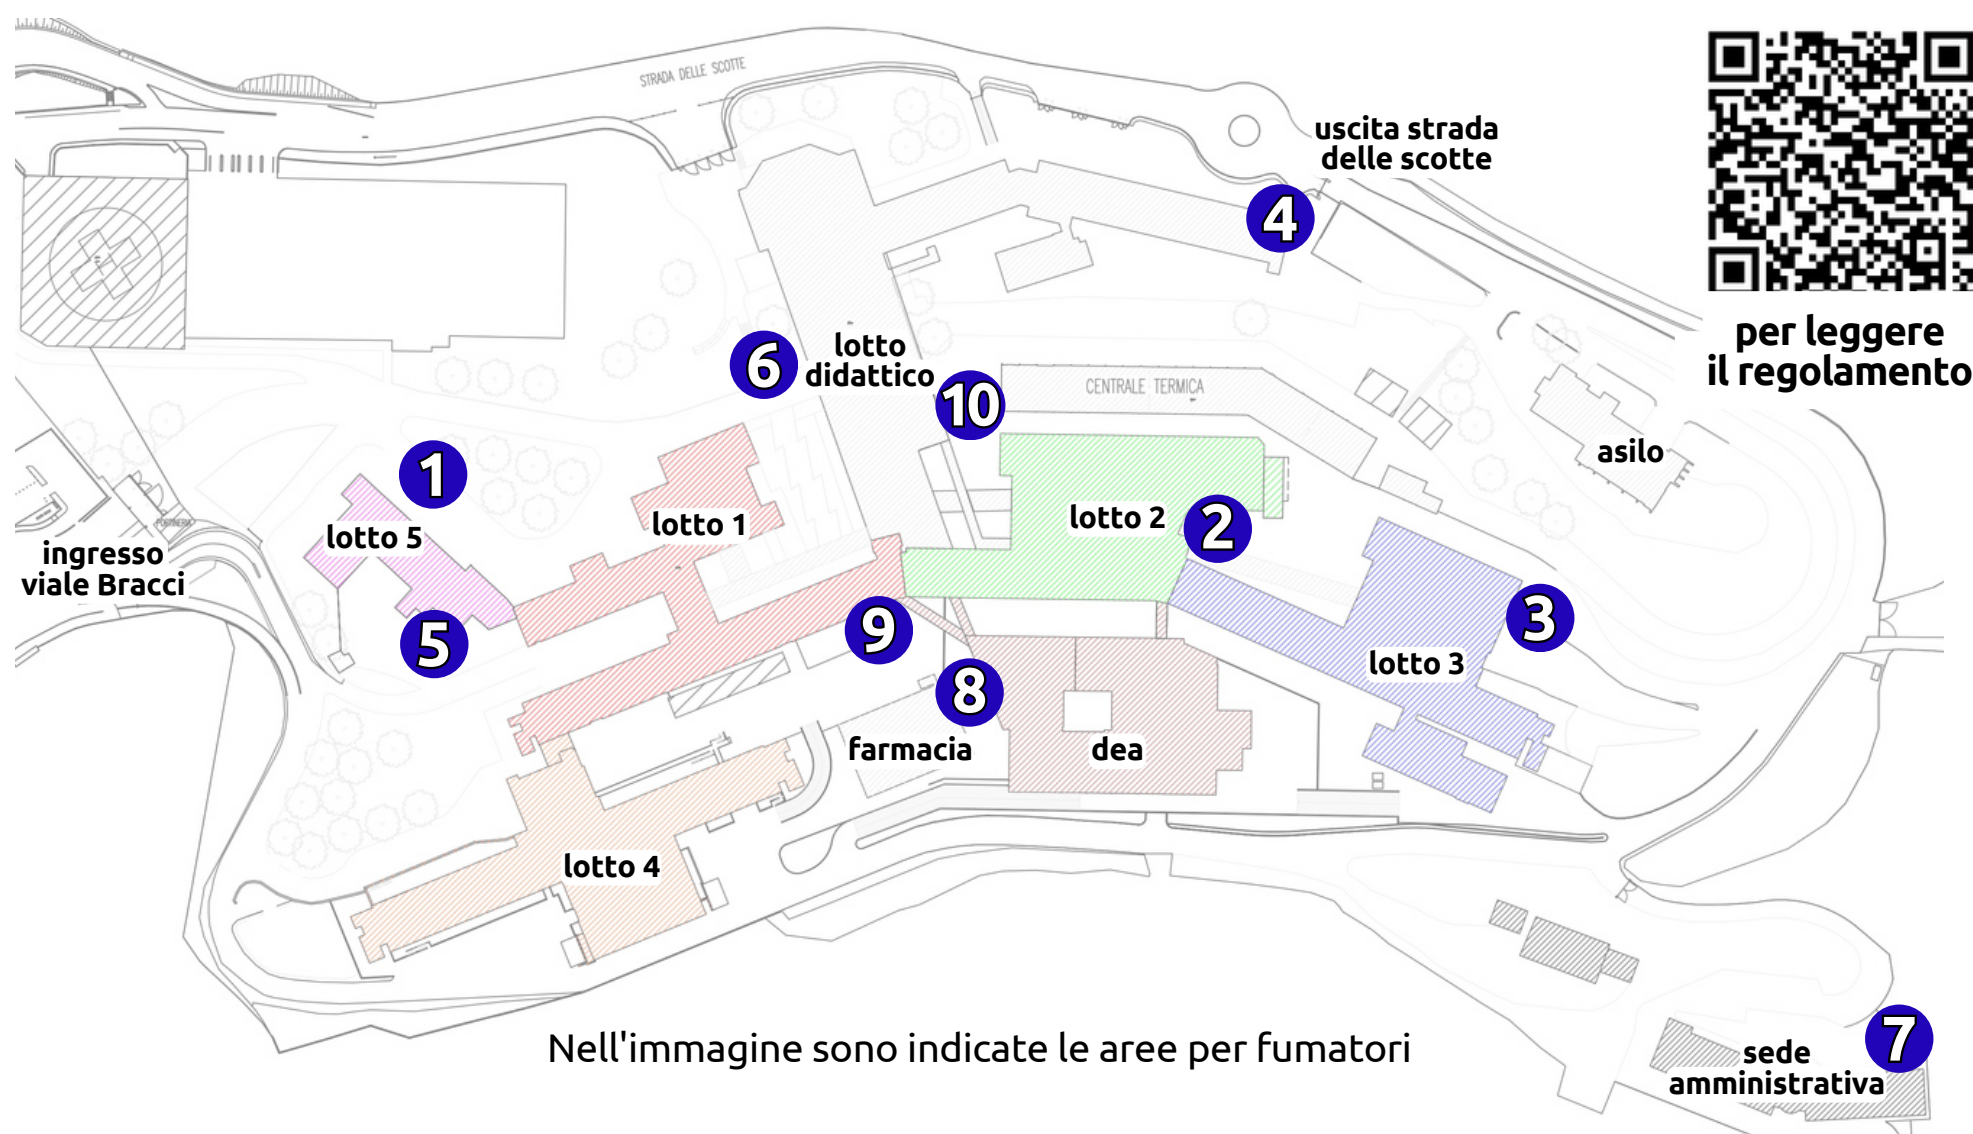 STRADA DELLE SCOTTE
uscita strada
delle scotte
4
per leggere
il regolamento
6
lotto
didattico
10
CENTRALE TERMICA
asilo
1
lotto 5
lotto 1
lotto 2
2
PORTINERIA
ingresso
viale Bracci
5
9
3
lotto 3
8
farmacia
dea
lotto 4
Nell'immagine sono indicate le aree per fumatori
7
sede
amministrativa